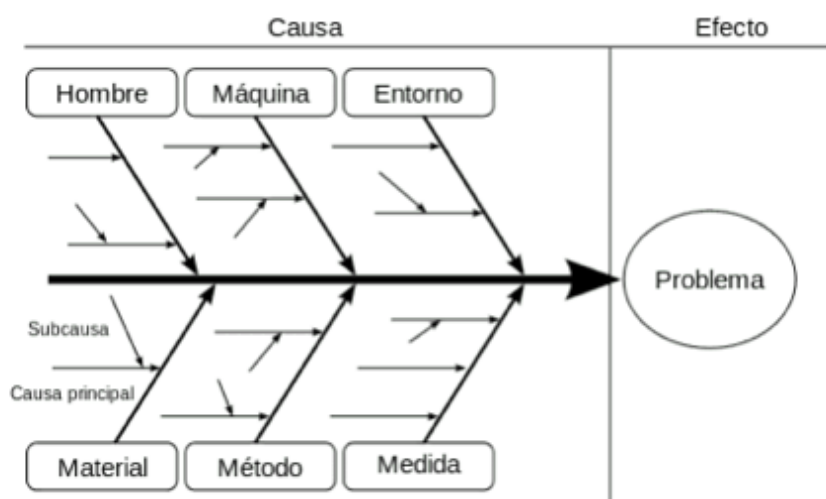 Causa
Efecto
Hombre
Máquina
Entorno
Problema
Subcausa
Causa principal
Material
Método
Medida